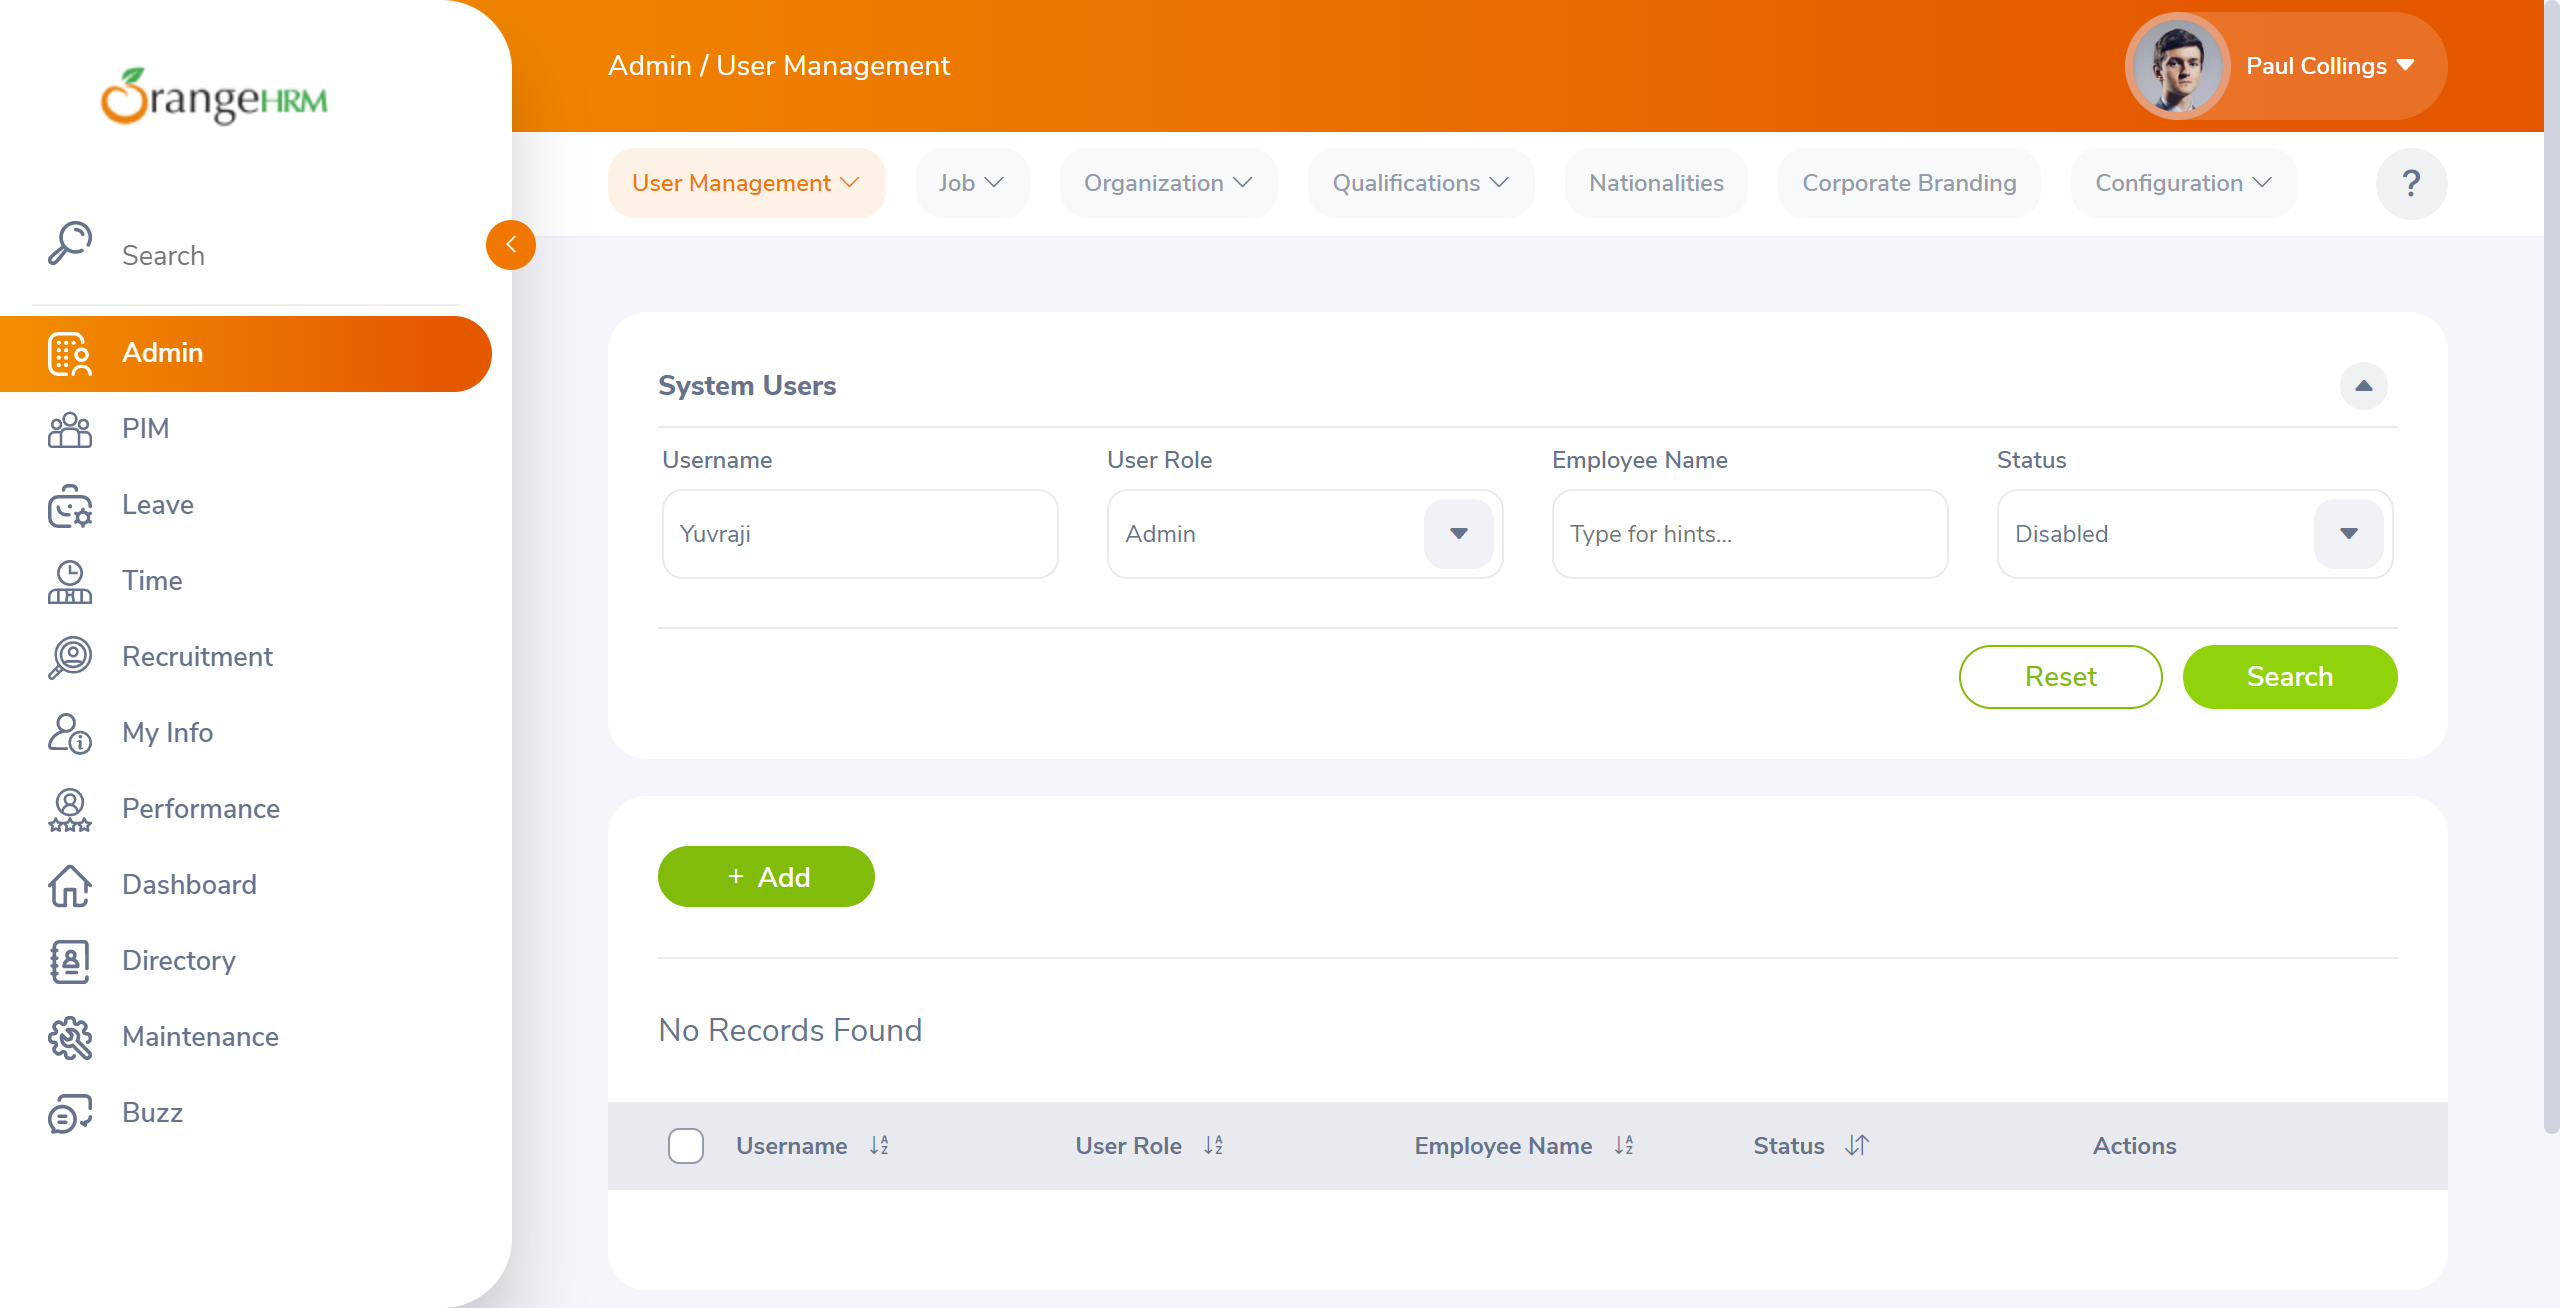 OrangeHRM
Search
Admin
PIM
Leave
Time
Recruitment
My Info
Performance
Dashboard
Directory
Maintenance
Buzz
Admin / User Management
Paul Collings
User Management
Job
Organization
Qualifications
Nationalities
Corporate Branding
Configuration
?
System Users
Username
User Role
Employee Name
Status
Yuvraji
Admin
Type for hints...
Disabled
Reset
Search
+ Add
No Records Found
Username
User Role
Employee Name
Status
Actions